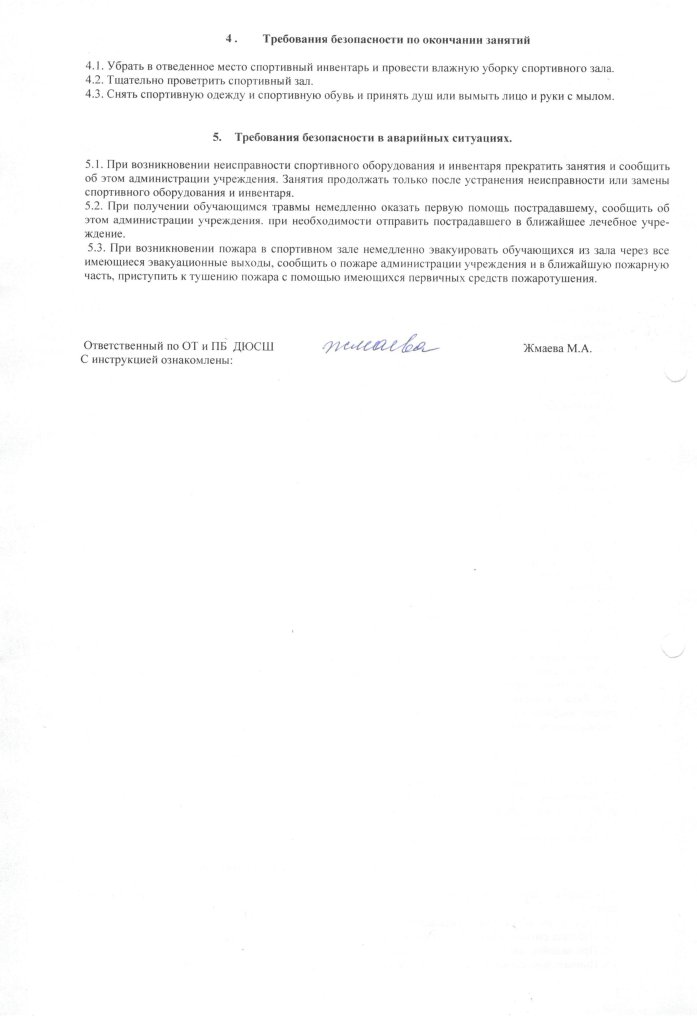 4 . Требования безопасности по окончании занятий
4.1. Убрать в отведенное место спортивный инвентарь и провести влажную уборку спортивного зала.
4.2. Тщательно проветрить спортивный зал.
4.3. Снять спортивную одежду и спортивную обувь и принять душ или вымыть лицо и руки с мылом.
5. Требования безопасности в аварийных ситуациях.
5.1. При возникновении неисправности спортивного оборудования и инвентаря прекратить занятия и сообщить
об этом администрации учреждения. Занятия продолжать только после устранения неисправности или замены
спортивного оборудования и инвентаря.
5.2. При получении обучающимся травмы немедленно оказать первую помощь пострадавшему, сообщить об
этом администрации учреждения. при необходимости отправить пострадавшего в ближайшее лечебное учре-
ждение.
5.3. При возникновении пожара в спортивном зале немедленно эвакуировать обучающихся из зала через все
имеющиеся эвакуационные выходы, сообщить о пожаре администрации учреждения и в ближайшую пожарную
часть, приступить к тушению пожара с помощью имеющихся первичных средств пожаротушения.
Ответственный по ОТ и ПБ ДЮСШ жмаева Жмаева М.А.
С инструкцией ознакомлены: